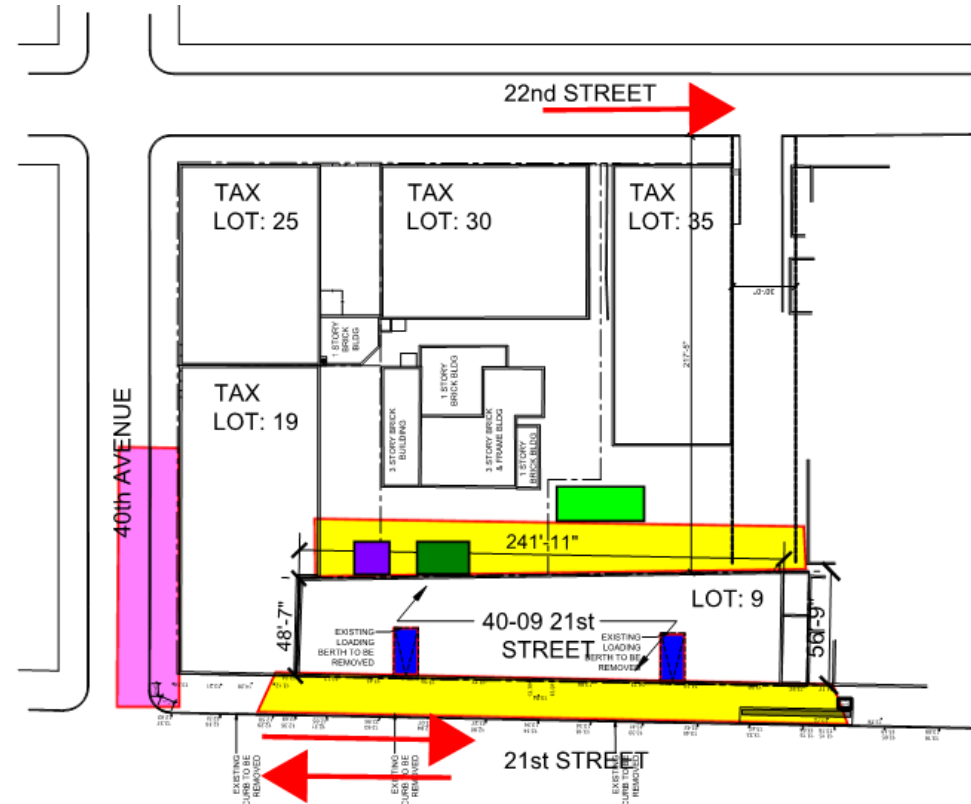 22nd STREET
TAX
LOT: 25
TAX
LOT: 30
TAX
LOT: 35
30'-0"
217'-5"
1 STORY
BRICK
BLDG
TAX
LOT: 19
3 STORY BRICK
BUILDING
1 STORY
BRICK BLDG
3 STORY BRICK
& FRAME BLDG
1 STORY
BRICK BLDG
40th AVENUE
241'-11"
LOT: 9
48'-7"
56'-9"
40-09 21st
STREET
EXISTING
LOADING
BERTH TO BE
REMOVED
EXISTING
LOADING
BERTH TO BE
REMOVED
21st STREET
EXISTING
CURB TO BE
REMOVED
EXISTING
CURB TO BE
REMOVED
EXISTING
CURB TO BE
REMOVED